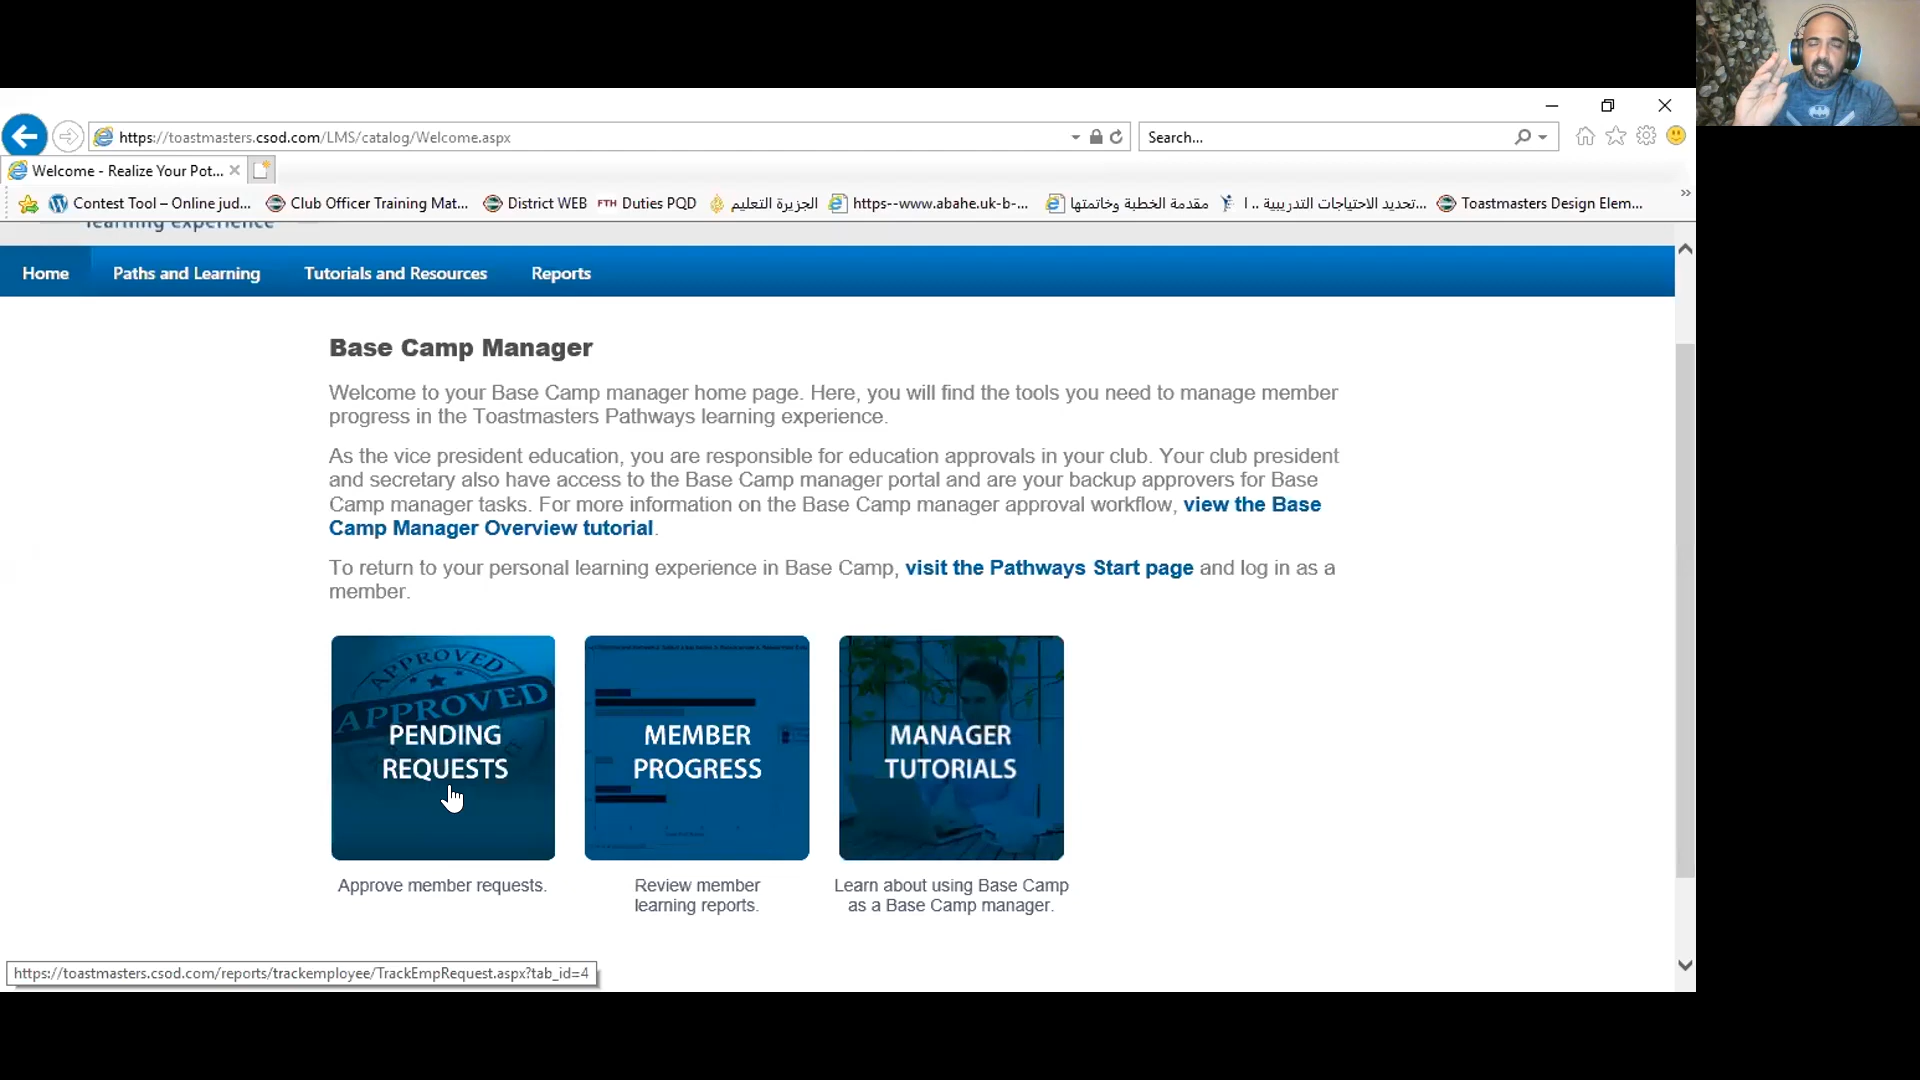 https://toastmasters.csod.com/LMS/catalog/Welcome.aspx
Search...
Welcome - Realize Your Pot...
Contest Tool – Online jud...
Club Officer Training Mat...
District WEB
FTH Duties PQD
الجزيرة التعليم
https--www.abahe.uk-b-...
مقدمة الخطبة وخاتمتها
تحديد الاحتياجات التدريبية .. ا...
Toastmasters Design Elem...
learning experience
Home
Paths and Learning
Tutorials and Resources
Reports
Base Camp Manager
Welcome to your Base Camp manager home page. Here, you will find the tools you need to manage member
progress in the Toastmasters Pathways learning experience.
As the vice president education, you are responsible for education approvals in your club. Your club president
and secretary also have access to the Base Camp manager portal and are your backup approvers for Base
Camp manager tasks. For more information on the Base Camp manager approval workflow, view the Base
Camp Manager Overview tutorial.
To return to your personal learning experience in Base Camp, visit the Pathways Start page and log in as a
member.
APPROVED
APPROVED
PENDING
REQUESTS
MEMBER
PROGRESS
MANAGER
TUTORIALS
Approve member requests.
Review member
learning reports.
Learn about using Base Camp
as a Base Camp manager.
https://toastmasters.csod.com/reports/trackemployee/TrackEmpRequest.aspx?tab_id=4